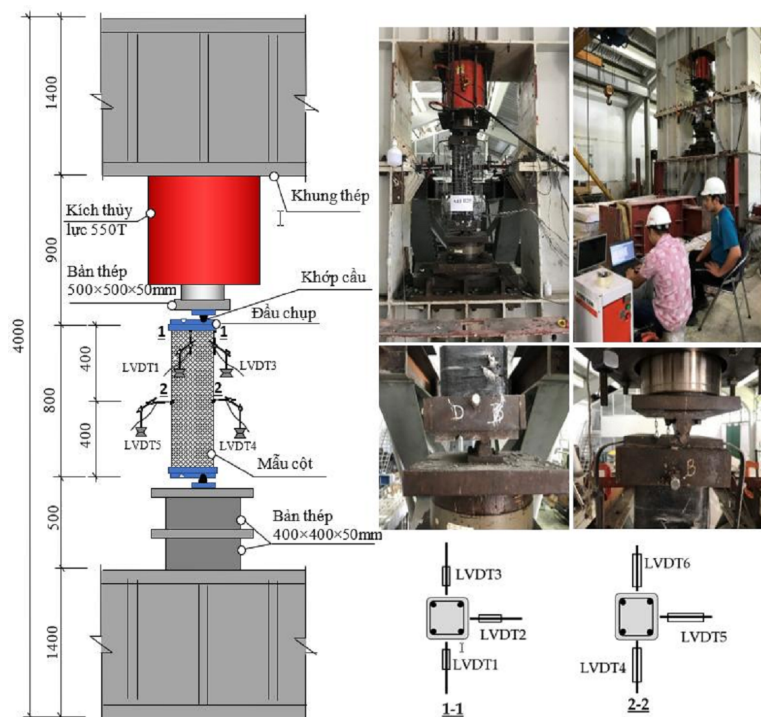 1400
Khung thép
Kích thủy
lực 550T
900
Bản thép
500×500×50mm
Khớp cầu
Đầu chụp
4000
1
1
400
LVDT1
LVDT3
800
2
2
LVDT5
LVDT4
400
Mẫu cột
500
Bản thép
400×400×50mm
1400
D
B
B
LVDT3
LVDT2
LVDT1
1-1
LVDT6
LVDT5
LVDT4
2-2